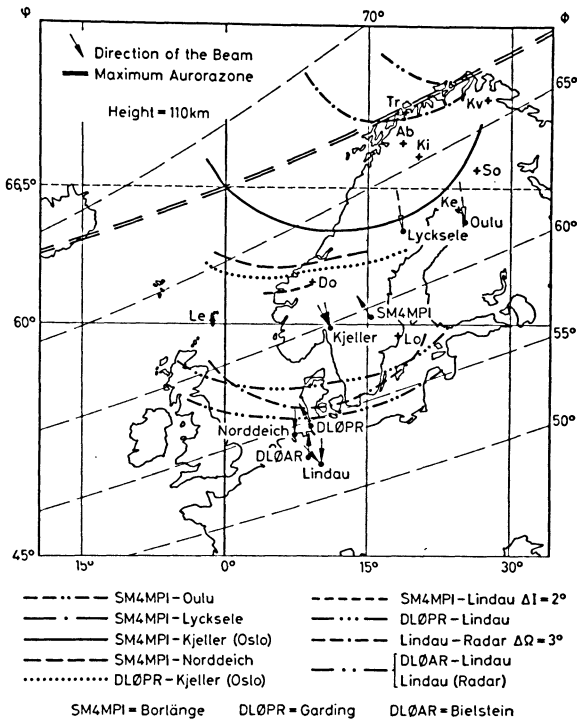 φ 70° Φ
Direction of the Beam
Maximum Aurorazone
Height = 110km
65°
Tr
Kv
Ab
Ki
So
66,5°
Ke
Oulu
Lycksele
60°
Do
SM4MPI
Le
60°
Kjeller
Lo
55°
Norddeich
DLØPR
50°
DLØAR
Lindau
45°
15° 0° 15° 30°
SM4MPI-Oulu
SM4MPI-Lycksele
SM4MPI-Kjeller (Oslo)
SM4MPI-Norddeich
DLØPR-Kjeller (Oslo)
SM4MPI-Lindau ΔI = 2°
DLØPR-Lindau
Lindau-Radar ΔΩ = 3°
DLØAR-Lindau
Lindau (Radar)
SM4MPI = Borlänge DLØPR = Garding DLØAR = Bielstein